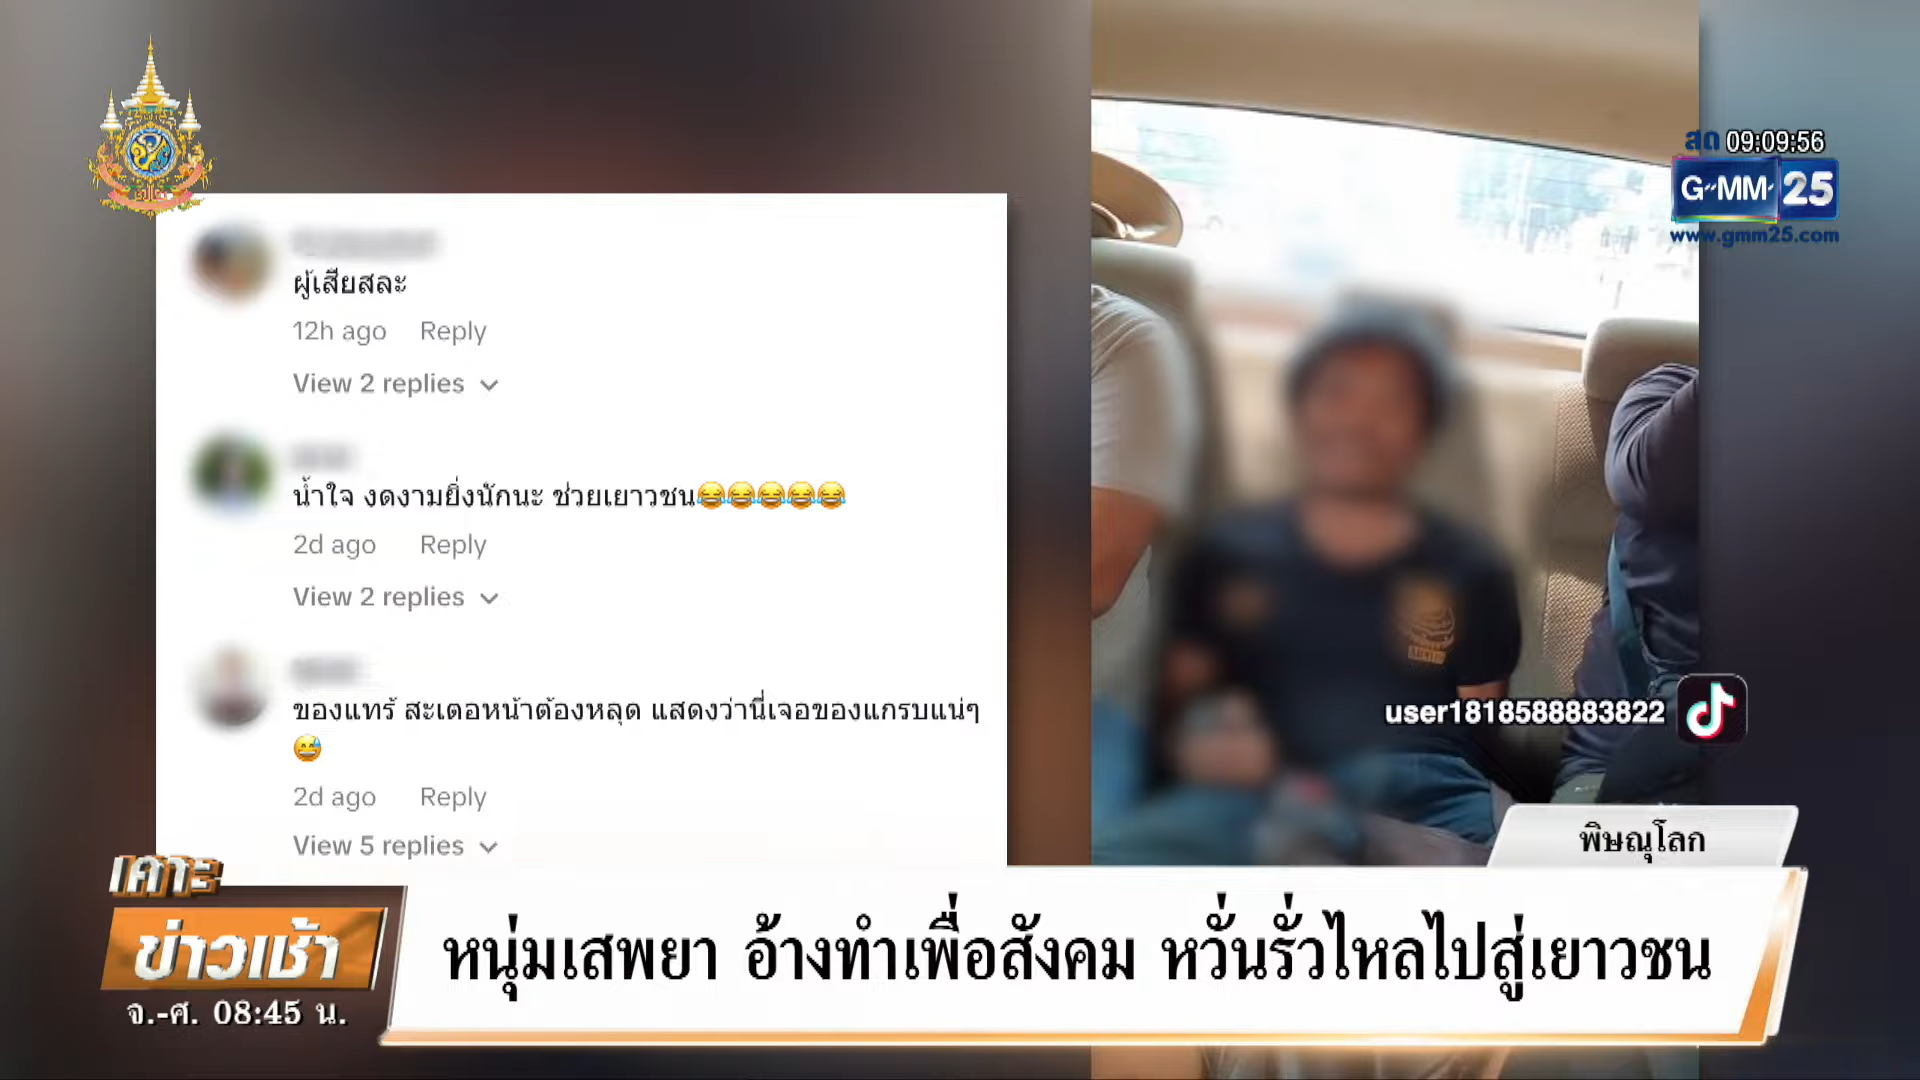 สด 09:09:56
GMM 25
www.gmm25.com
ผู้เสียสละ
12h ago Reply
View 2 replies
น้ำใจ งดงามยิ่งนักนะ ช่วยเยาวชน😂😂😂😂😂
2d ago Reply
View 2 replies
ของแทร์ สะเดอหน้าต้องหลุด แสดงว่านี่เจอของแกรบแน่ๆ
😅
2d ago Reply
View 5 replies
user1818588883822
พิษณุโลก
เคาะ
ข่าวเช้า
จ.-ศ. 08:45 น.
หนุ่มเสพยา อ้างทำเพื่อสังคม หวั่นรั่วไหลไปสู่เยาวชน